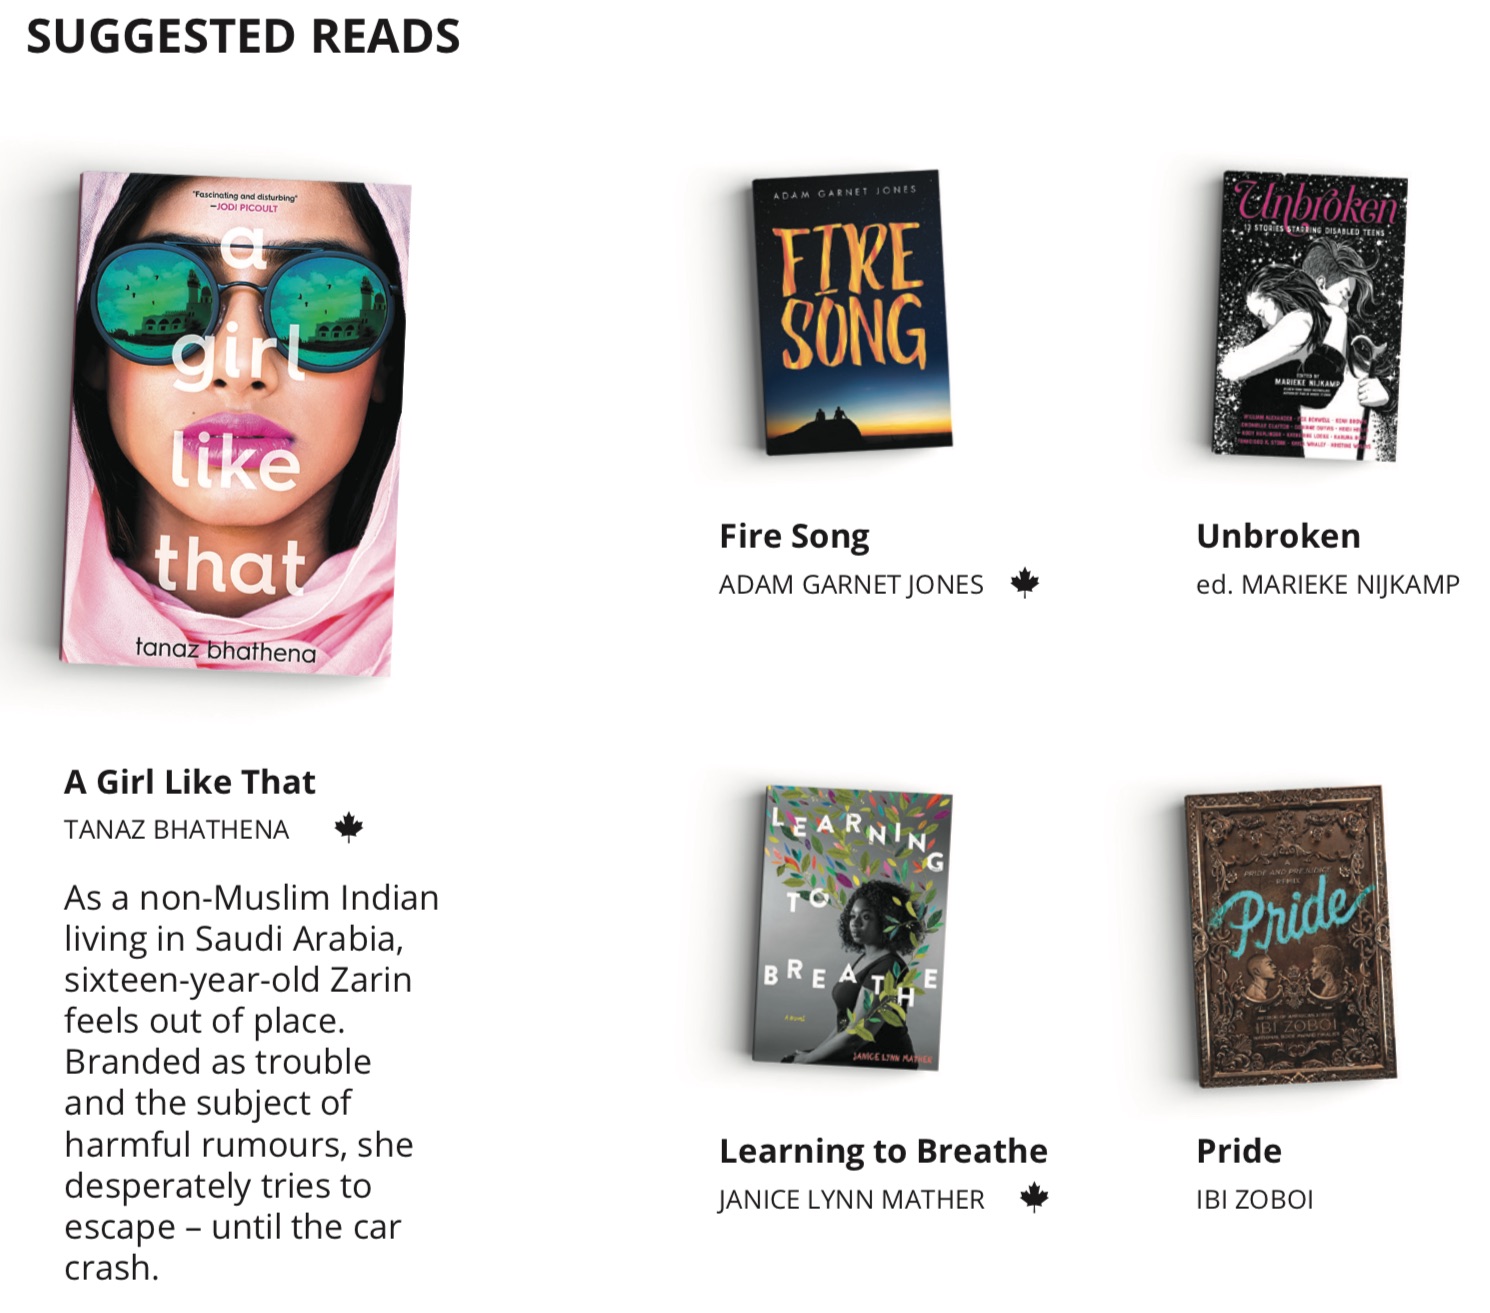 SUGGESTED READS
"Fascinating and disturbing"
—JODI PICOULT
a
girl
like
that
tanaz bhathena
A Girl Like That
TANAZ BHATHENA
As a non-Muslim Indian
living in Saudi Arabia,
sixteen-year-old Zarin
feels out of place.
Branded as trouble
and the subject of
harmful rumours, she
desperately tries to
escape – until the car
crash.
ADAM GARNET JONES
FIRE
SONG
Fire Song
ADAM GARNET JONES
Unbroken
13 STORIES STARRING DISABLED TEENS
EDITED BY
MARIEKE NIJKAMP
Unbroken
ed. MARIEKE NIJKAMP
LEARNING
TO
BREATHE
a novel
JANICE LYNN MATHER
Learning to Breathe
JANICE LYNN MATHER
A
PRIDE AND PREJUDICE
REMIX
Pride
IBI ZOBOI
Pride
IBI ZOBOI